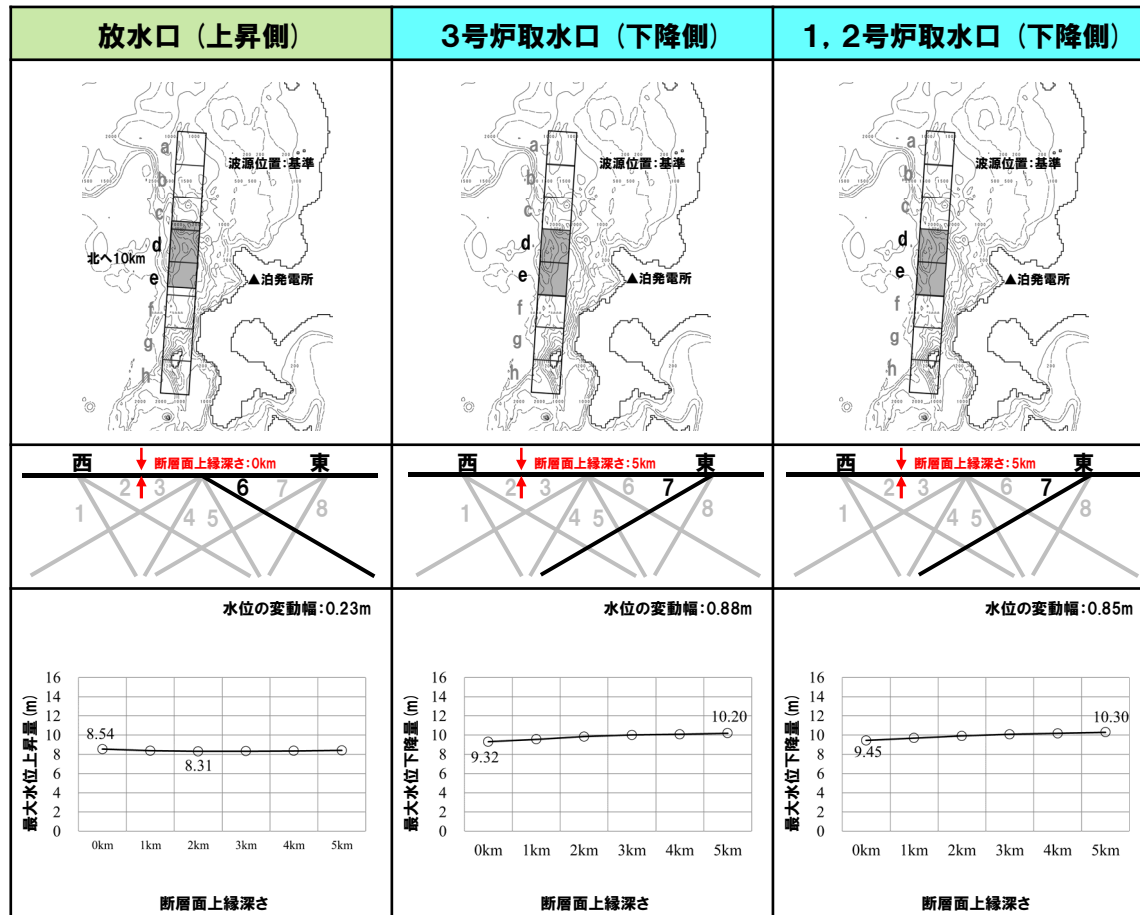 放水口（上昇側）
3号炉取水口（下降側）
1，2号炉取水口（下降側）
a
b
c
d
e
f
g
h
波源位置：基準
北へ10km
▲泊発電所
a
b
c
d
e
f
g
h
波源位置：基準
▲泊発電所
a
b
c
d
e
f
g
h
波源位置：基準
▲泊発電所
西
断層面上縁深さ：0km
東
1
2
3
4
5
6
7
8
西
断層面上縁深さ：5km
東
1
2
3
4
5
6
7
8
西
断層面上縁深さ：5km
東
1
2
3
4
5
6
7
8
水位の変動幅：0.23m
最大水位上昇量(m)
16
14
12
10
8
6
4
2
0
8.54
8.31
0km 1km 2km 3km 4km 5km
断層面上縁深さ
水位の変動幅：0.88m
最大水位下降量(m)
16
14
12
10
8
6
4
2
0
9.32
10.20
0km 1km 2km 3km 4km 5km
断層面上縁深さ
水位の変動幅：0.85m
最大水位下降量(m)
16
14
12
10
8
6
4
2
0
9.45
10.30
0km 1km 2km 3km 4km 5km
断層面上縁深さ